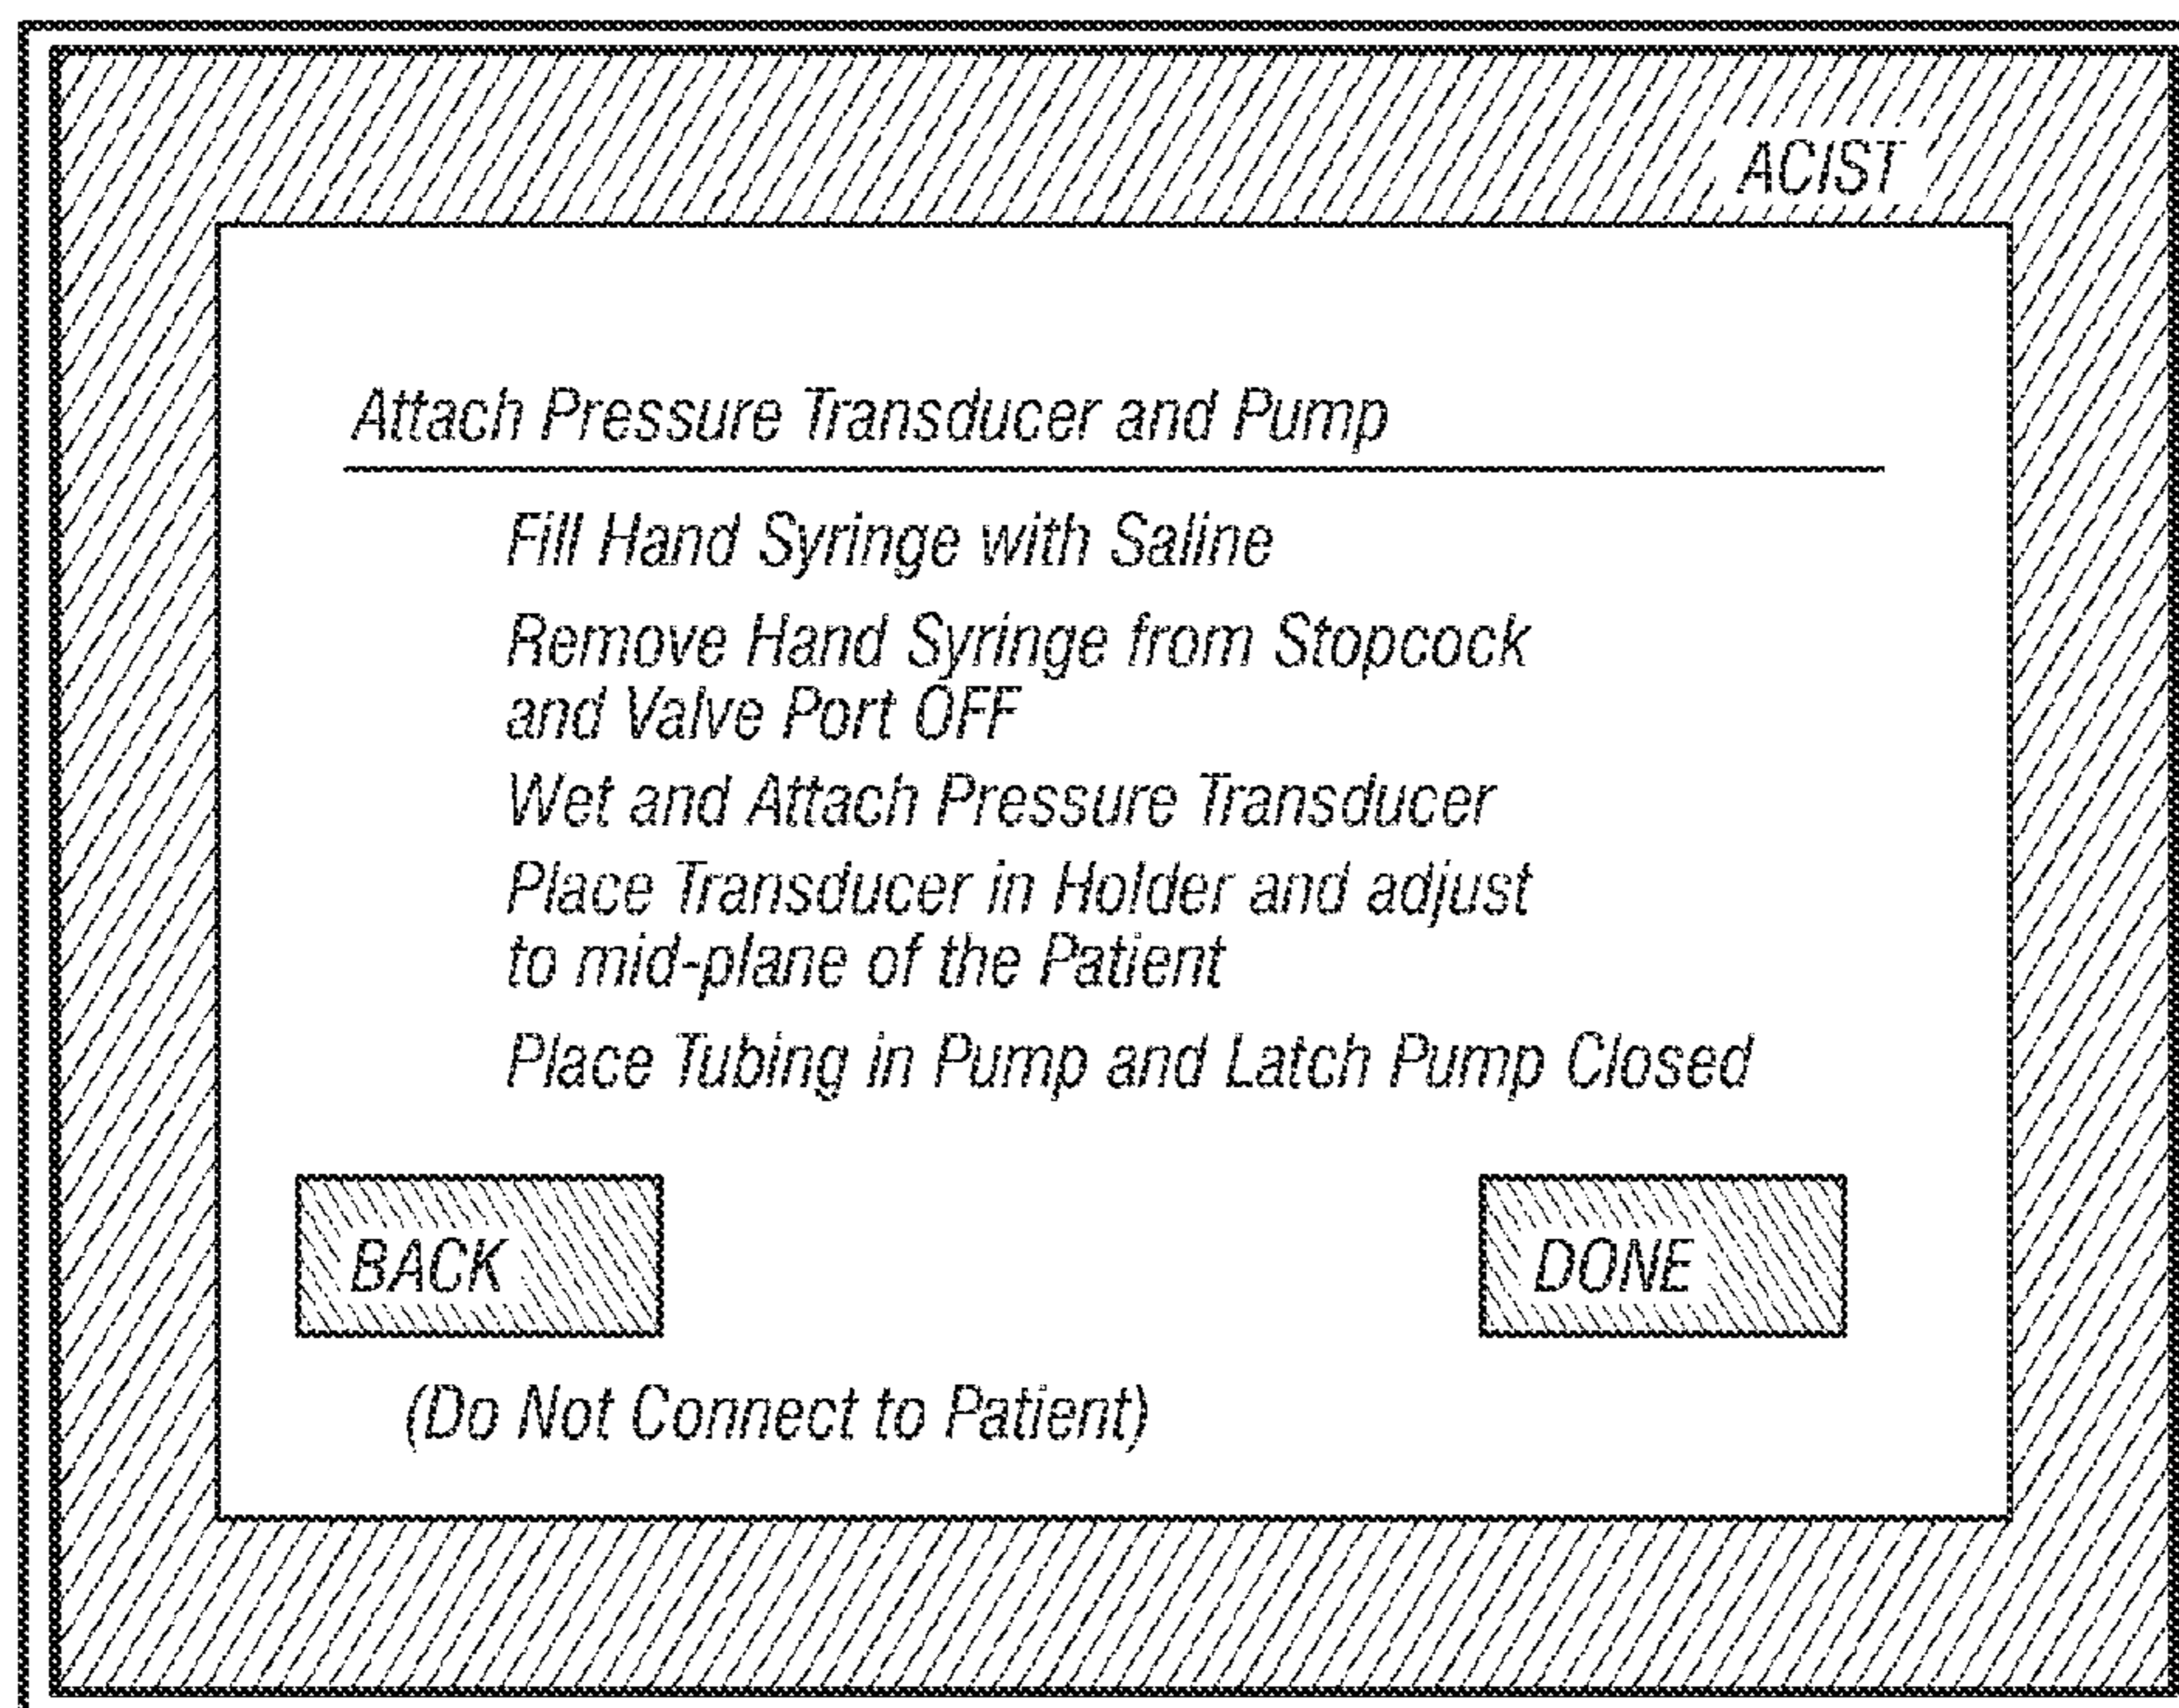 ACIST
Attach Pressure Transducer and Pump
Fill Hand Syringe with Saline
Remove Hand Syringe from Stopcock
and Valve Port OFF
Wet and Attach Pressure Transducer
Place Transducer in Holder and adjust
to mid-plane of the Patient
Place Tubing in Pump and Latch Pump Closed
BACK
DONE
(Do Not Connect to Patient)